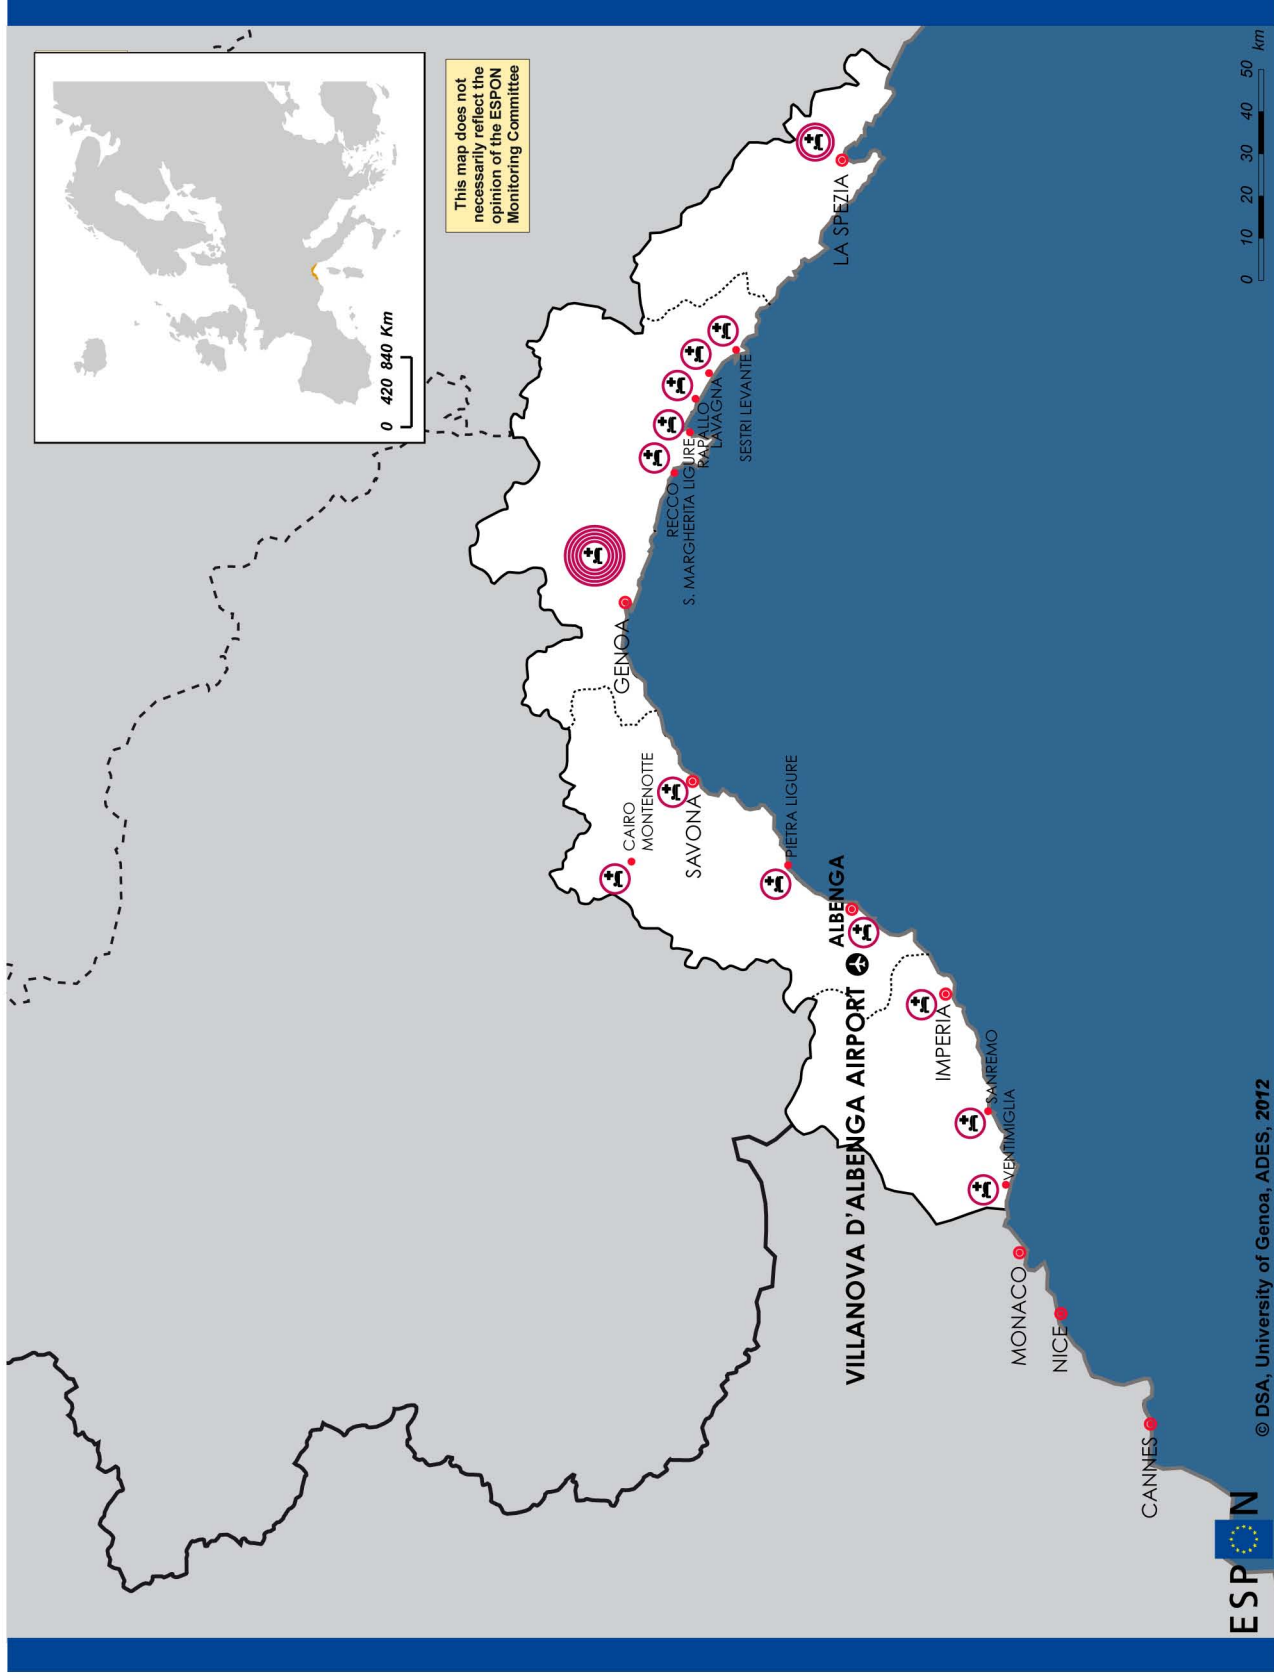 0 420 840 Km
This map does not
necessarily reflect the
opinion of the ESPON
Monitoring Committee
CAIRO
MONTENOTTE
SAVONA
PIETRA LIGURE
GENOA
RECCO
S. MARGHERITA LIGURE
RAPALLO
LAVAGNA
SESTRI LEVANTE
LA SPEZIA
ALBENGA
VILLANOVA D'ALBENGA AIRPORT
IMPERIA
SANREMO
VENTIMIGLIA
MONACO
NICE
CANNES
ESPON
© DSA, University of Genoa, ADES, 2012
0 10 20 30 40 50 km